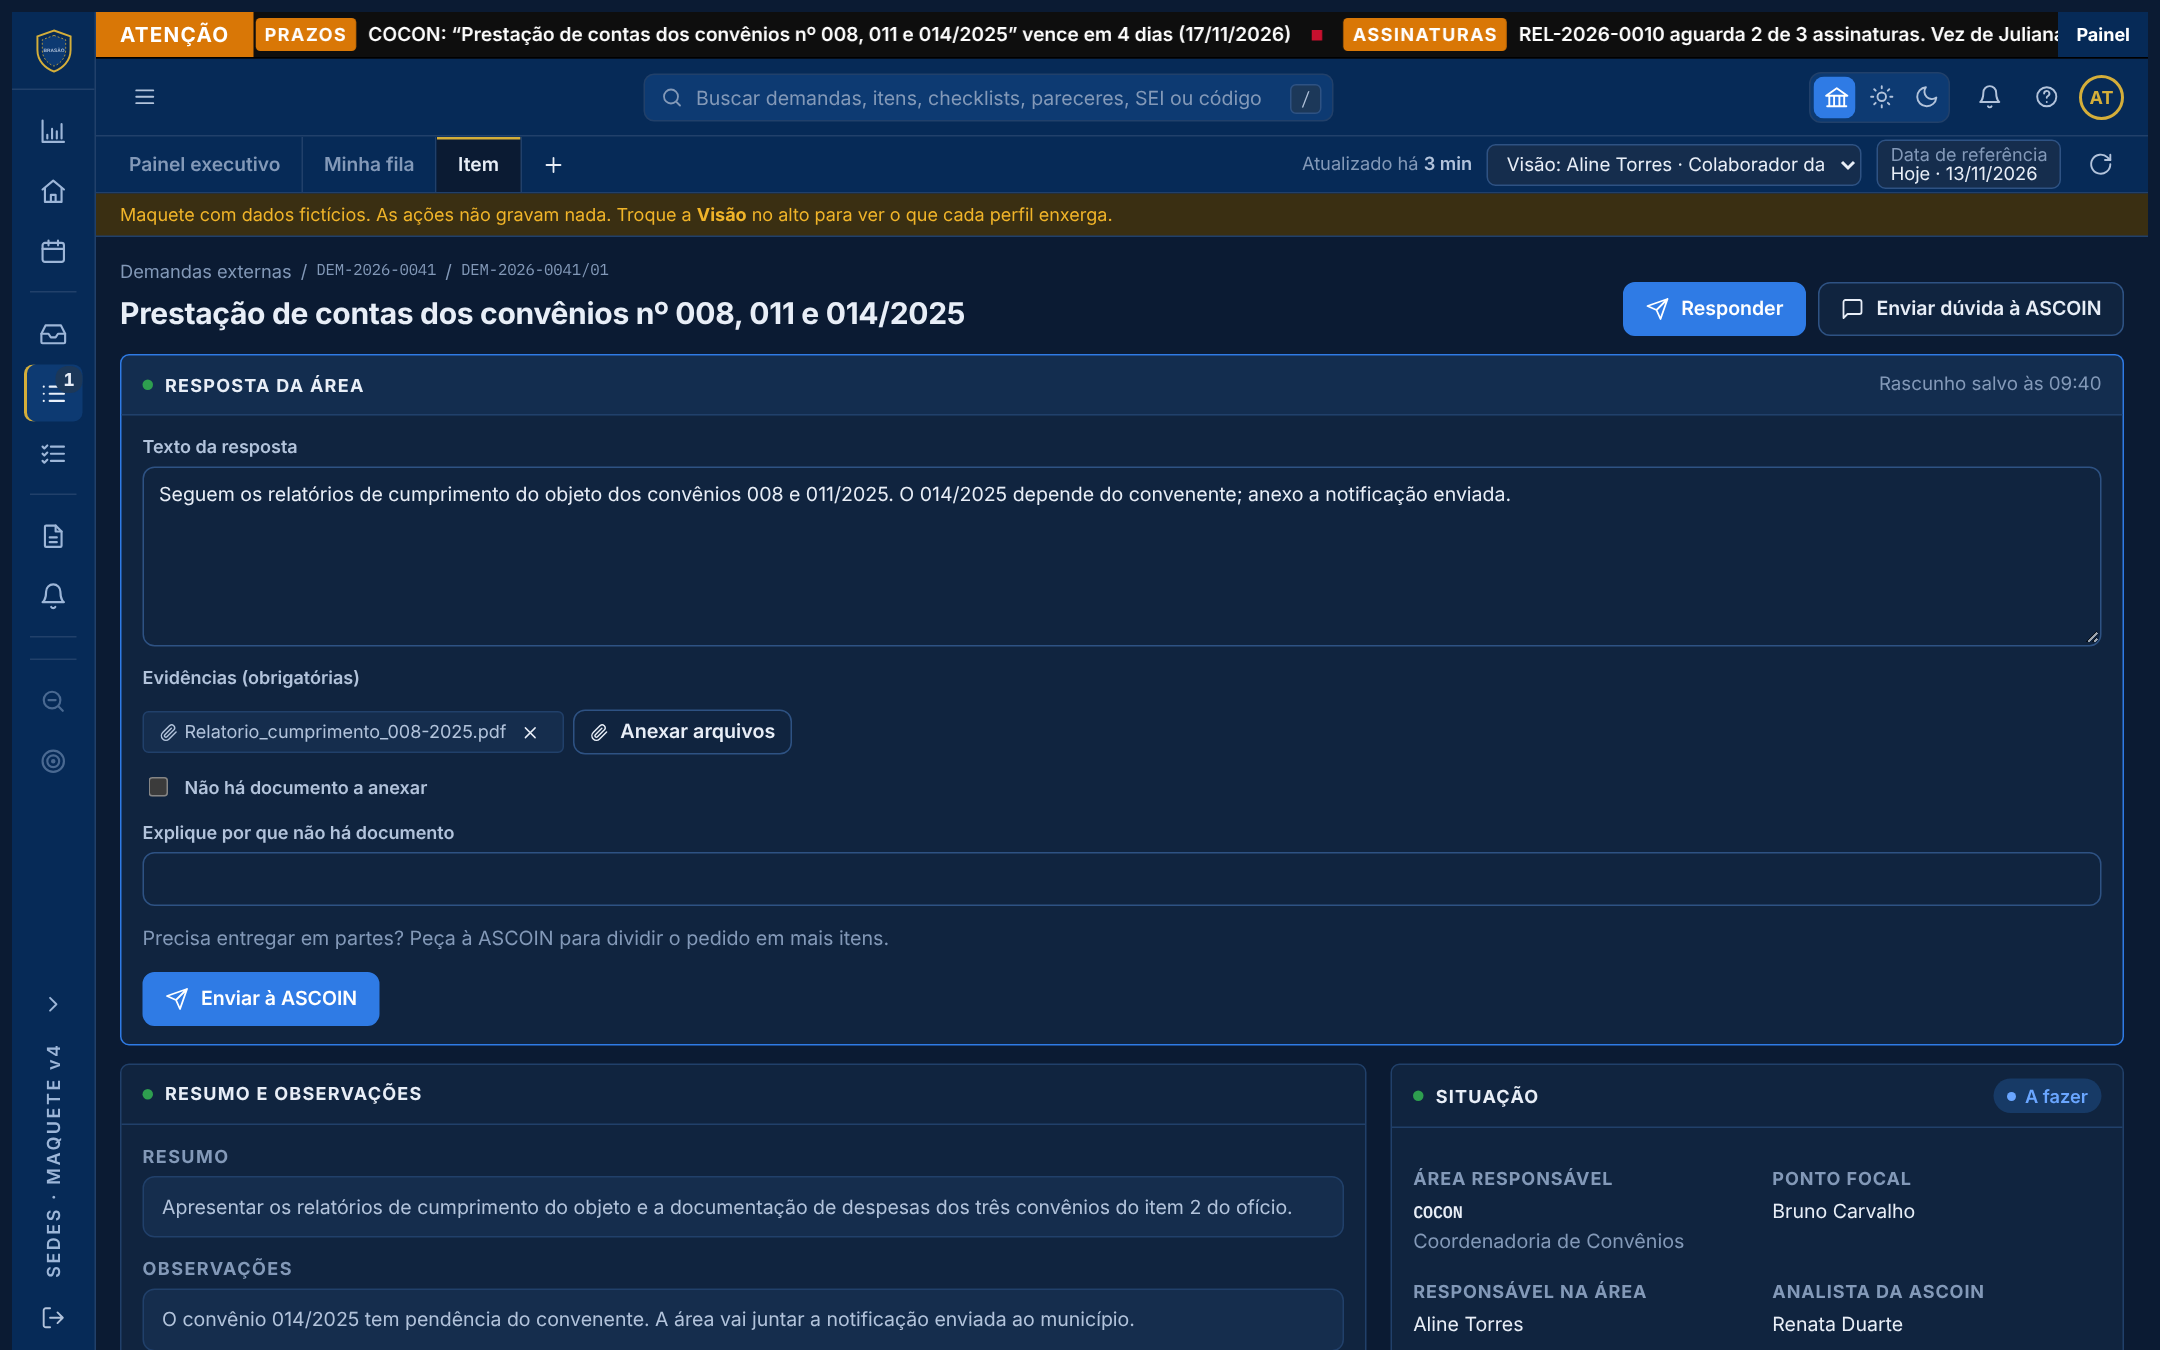 BRASÃO
ATENÇÃO
PRAZOS COCON: “Prestação de contas dos convênios nº 008, 011 e 014/2025” vence em 4 dias (17/11/2026)
ASSINATURAS REL-2026-0010 aguarda 2 de 3 assinaturas. Vez de Juliana
Painel
Buscar demandas, itens, checklists, pareceres, SEI ou código /
AT
Painel executivo
Minha fila
Item
Atualizado há 3 min
Visão: Aline Torres · Colaborador da
Data de referência
Hoje · 13/11/2026
Maquete com dados fictícios. As ações não gravam nada. Troque a Visão no alto para ver o que cada perfil enxerga.
Demandas externas / DEM-2026-0041 / DEM-2026-0041/01
Prestação de contas dos convênios nº 008, 011 e 014/2025
Responder
Enviar dúvida à ASCOIN
1
RESPOSTA DA ÁREA
Rascunho salvo às 09:40
Texto da resposta
Seguem os relatórios de cumprimento do objeto dos convênios 008 e 011/2025. O 014/2025 depende do convenente; anexo a notificação enviada.
Evidências (obrigatórias)
Relatorio_cumprimento_008-2025.pdf
Anexar arquivos
Não há documento a anexar
Explique por que não há documento
Precisa entregar em partes? Peça à ASCOIN para dividir o pedido em mais itens.
Enviar à ASCOIN
SEDES · MAQUETE v4
RESUMO E OBSERVAÇÕES
RESUMO
Apresentar os relatórios de cumprimento do objeto e a documentação de despesas dos três convênios do item 2 do ofício.
OBSERVAÇÕES
O convênio 014/2025 tem pendência do convenente. A área vai juntar a notificação enviada ao município.
SITUAÇÃO
A fazer
ÁREA RESPONSÁVEL
COCON
Coordenadoria de Convênios
PONTO FOCAL
Bruno Carvalho
RESPONSÁVEL NA ÁREA
Aline Torres
ANALISTA DA ASCOIN
Renata Duarte